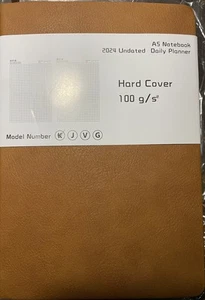 A5 Notebook
2024 Undated Daily Planner
Hard Cover
100 g/s²
Model Number K J V G